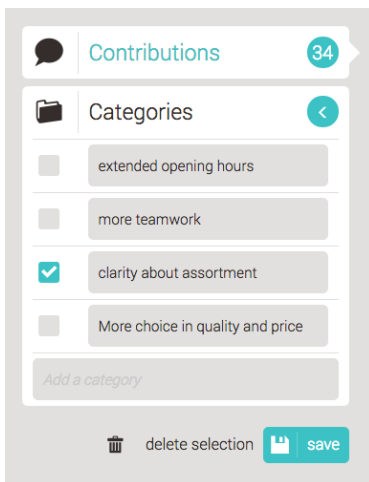 Contributions 34
Categories
extended opening hours
more teamwork
clarity about assortment
More choice in quality and price
Add a category
delete selection save